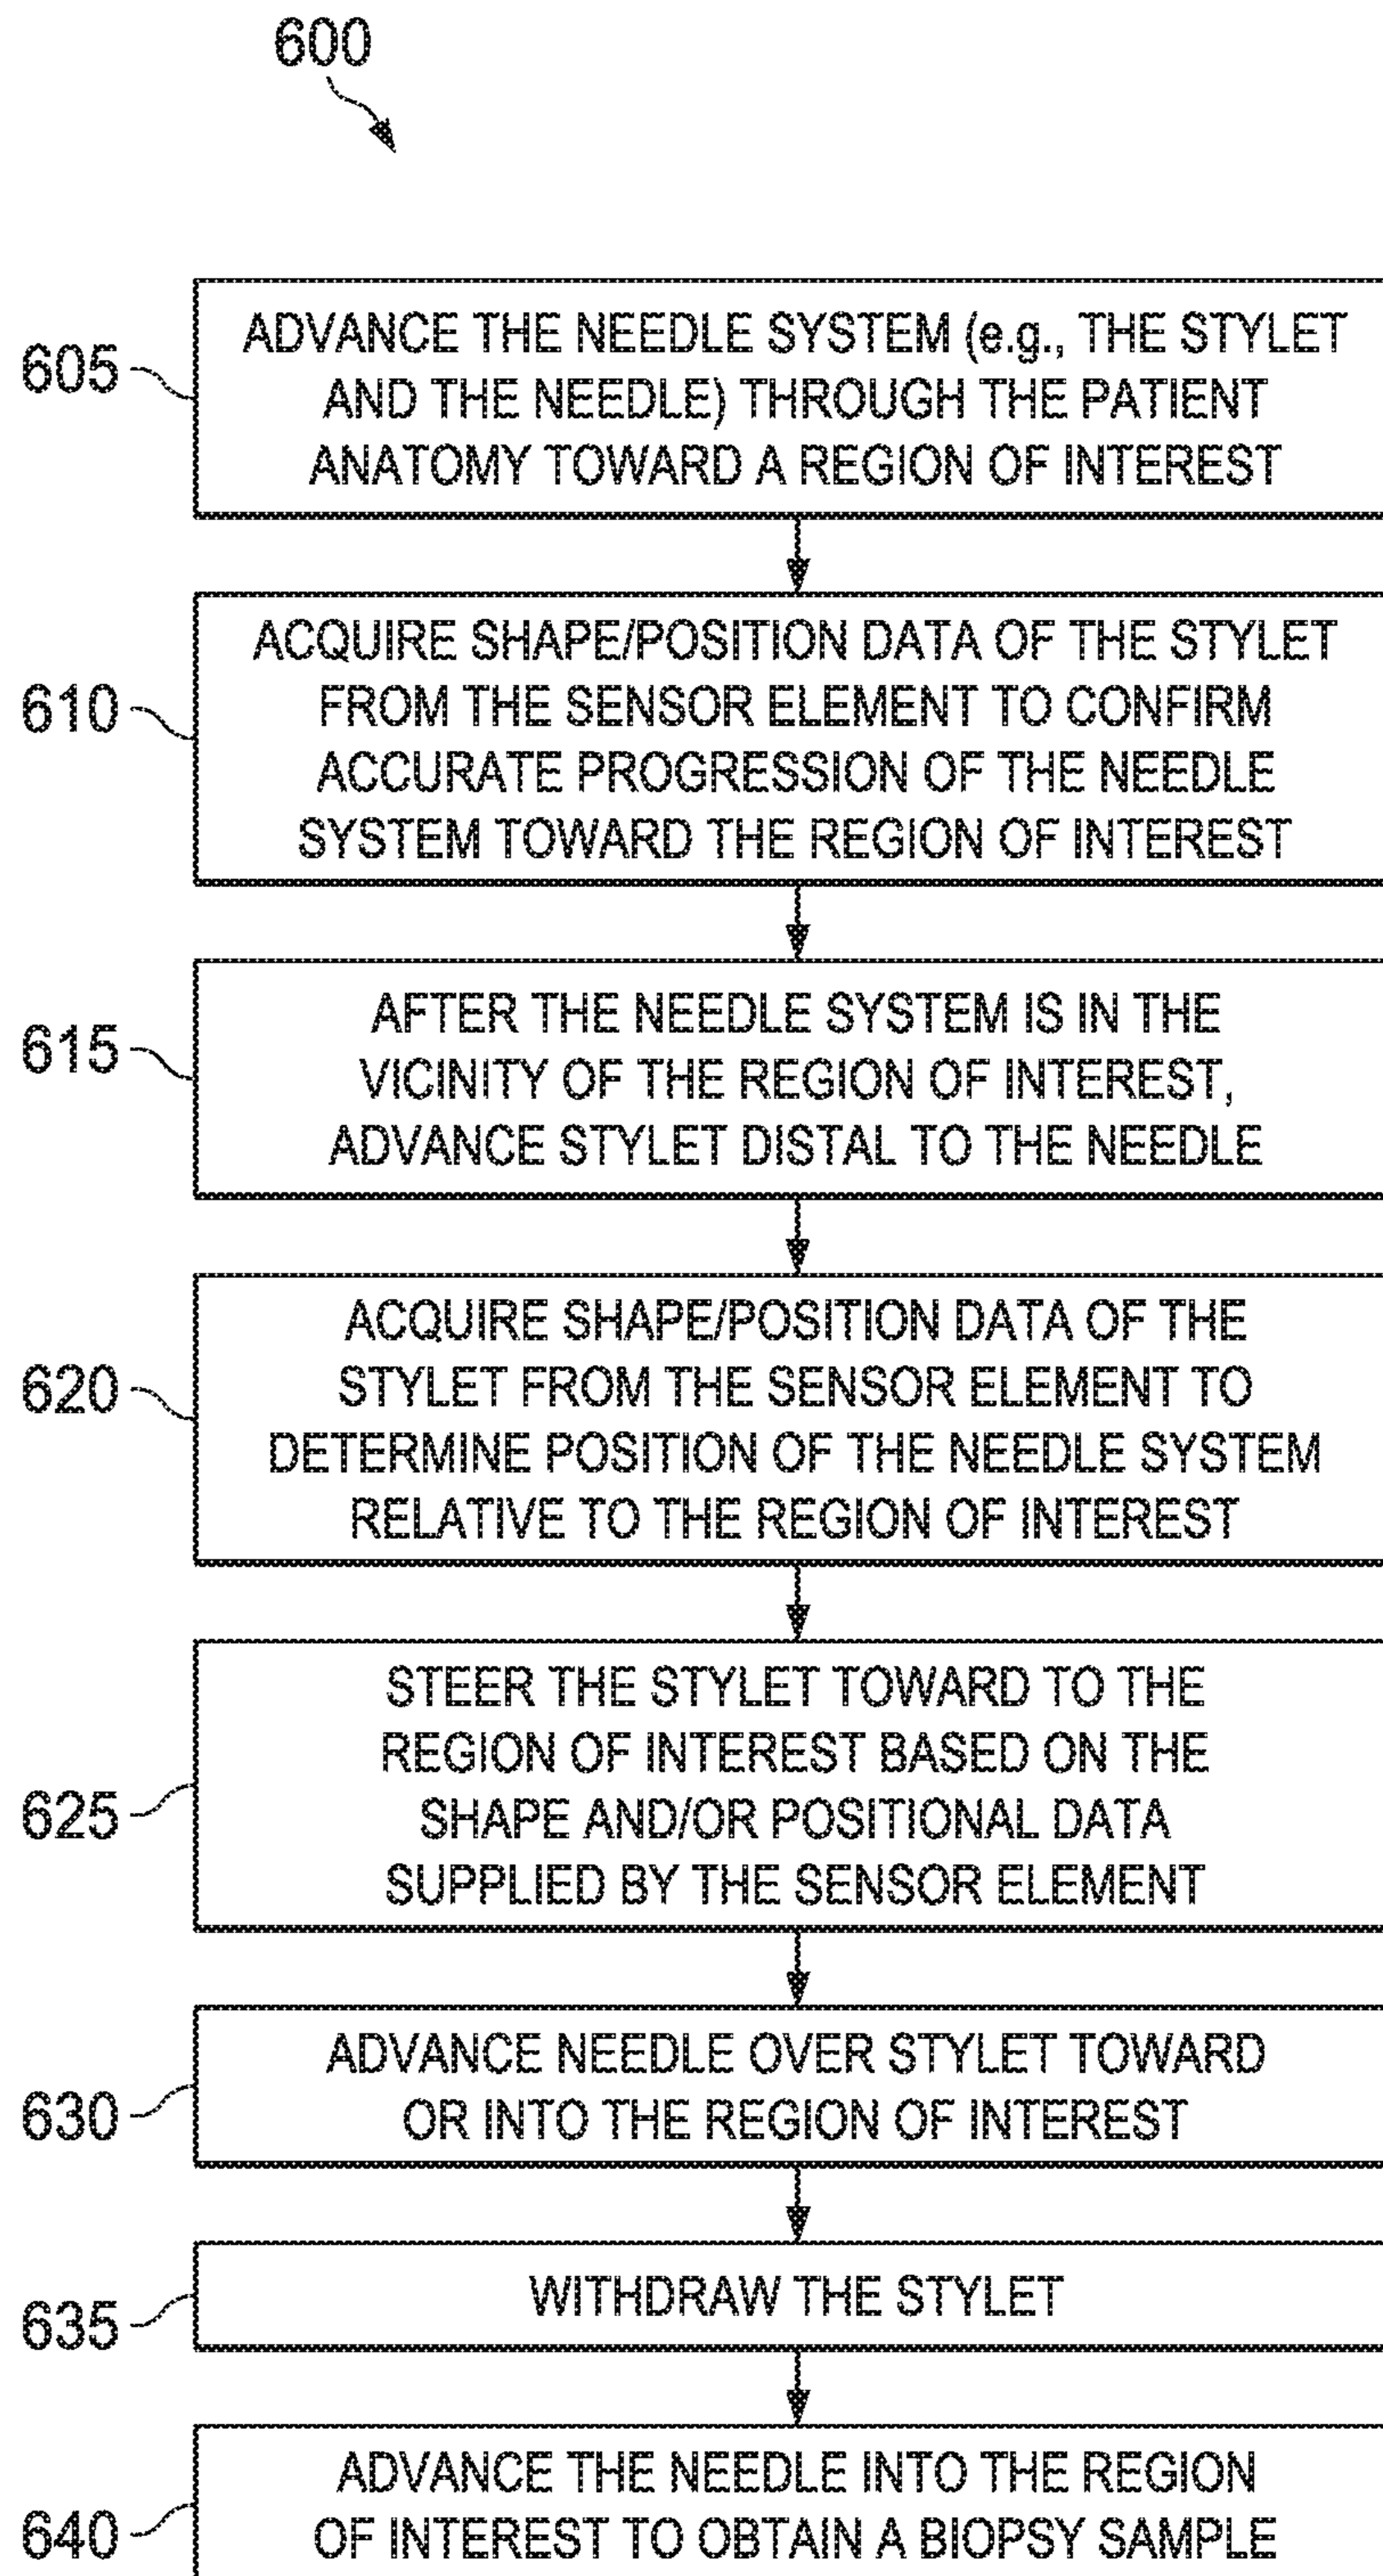 600
605
ADVANCE THE NEEDLE SYSTEM (e.g., THE STYLET
AND THE NEEDLE) THROUGH THE PATIENT
ANATOMY TOWARD A REGION OF INTEREST
610
ACQUIRE SHAPE/POSITION DATA OF THE STYLET
FROM THE SENSOR ELEMENT TO CONFIRM
ACCURATE PROGRESSION OF THE NEEDLE
SYSTEM TOWARD THE REGION OF INTEREST
615
AFTER THE NEEDLE SYSTEM IS IN THE
VICINITY OF THE REGION OF INTEREST,
ADVANCE STYLET DISTAL TO THE NEEDLE
620
ACQUIRE SHAPE/POSITION DATA OF THE
STYLET FROM THE SENSOR ELEMENT TO
DETERMINE POSITION OF THE NEEDLE SYSTEM
RELATIVE TO THE REGION OF INTEREST
625
STEER THE STYLET TOWARD TO THE
REGION OF INTEREST BASED ON THE
SHAPE AND/OR POSITIONAL DATA
SUPPLIED BY THE SENSOR ELEMENT
630
ADVANCE NEEDLE OVER STYLET TOWARD
OR INTO THE REGION OF INTEREST
635
WITHDRAW THE STYLET
640
ADVANCE THE NEEDLE INTO THE REGION
OF INTEREST TO OBTAIN A BIOPSY SAMPLE